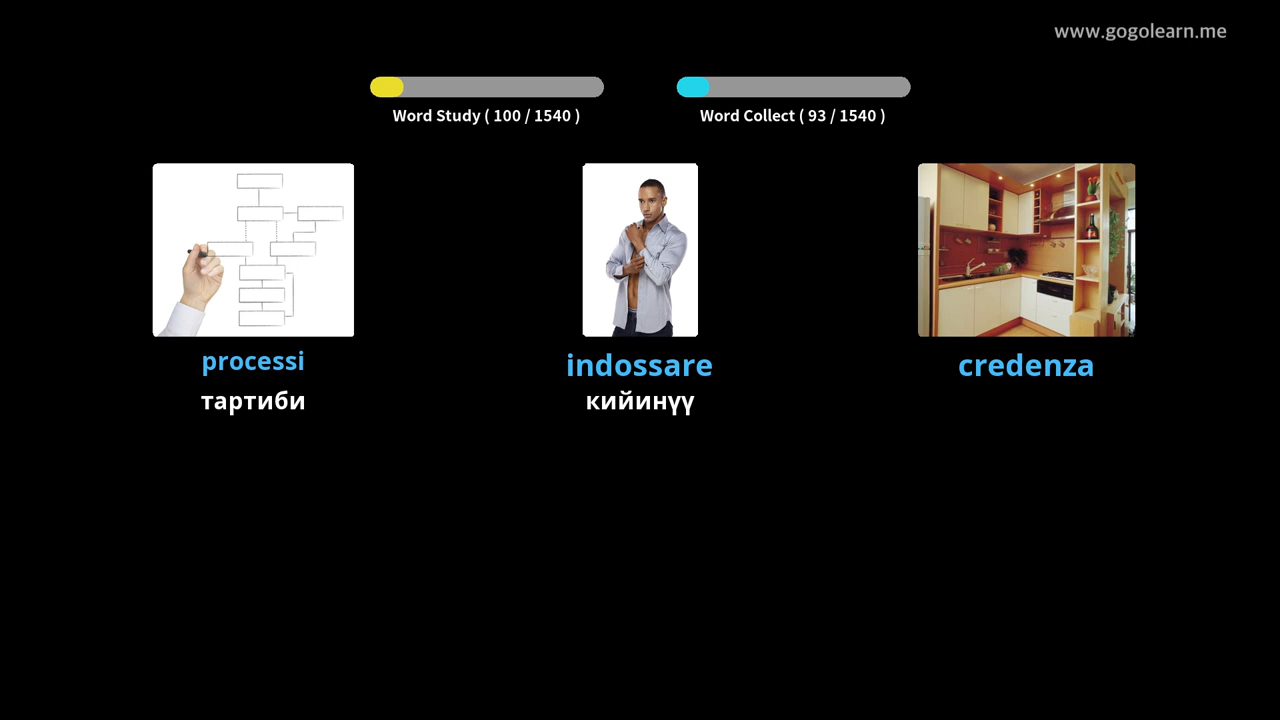 www.gogolearn.me
Word Study ( 100 / 1540 )
Word Collect ( 93 / 1540 )
processi
indossare
credenza
тартиби
кийинүү